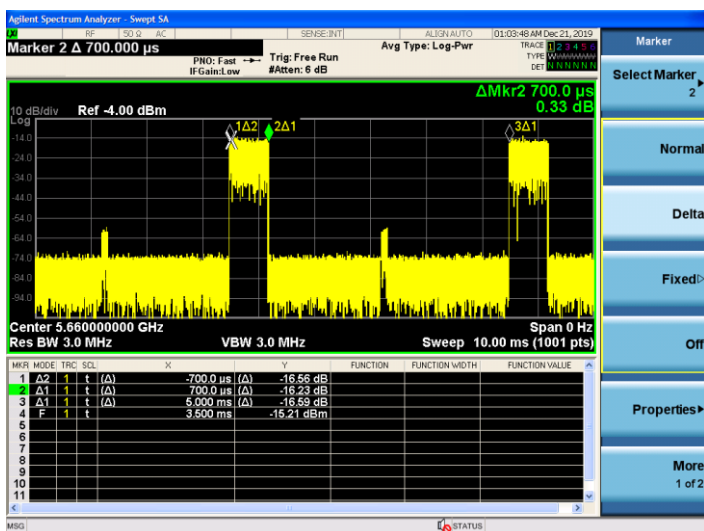 Agilent Spectrum Analyzer - Swept SA
LXI RF 50 Ω AC SENSE:INT ALIGN AUTO 01:03:48 AM Dec 21, 2019
Marker 2 Δ 700.000 µs
PNO: Fast
IFGain:Low
Trig: Free Run
#Atten: 6 dB
Avg Type: Log-Pwr
TRACE 1 2 3 4 5 6
TYPE
DET N N N N N N
ΔMkr2 700.0 µs
0.33 dB
10 dB/div Ref -4.00 dBm
Log
1Δ2 2Δ1 3Δ1
-14.0
-24.0
-34.0
-44.0
-54.0
-64.0
-74.0
-84.0
-94.0
Center 5.660000000 GHz Span 0 Hz
Res BW 3.0 MHz VBW 3.0 MHz Sweep 10.00 ms (1001 pts)
MKR MODE TRC SCL X Y FUNCTION FUNCTION WIDTH FUNCTION VALUE
1 Δ2 1 t (Δ) -700.0 µs (Δ) -16.56 dB
2 Δ1 1 t (Δ) 700.0 µs (Δ) -16.23 dB
3 Δ1 1 t (Δ) 5.000 ms (Δ) -16.59 dB
4 F 1 t 3.500 ms -15.21 dBm
5
6
7
8
9
10
11
MSG STATUS
Marker
Select Marker
2
Normal
Delta
Fixed
Off
Properties
More
1 of 2